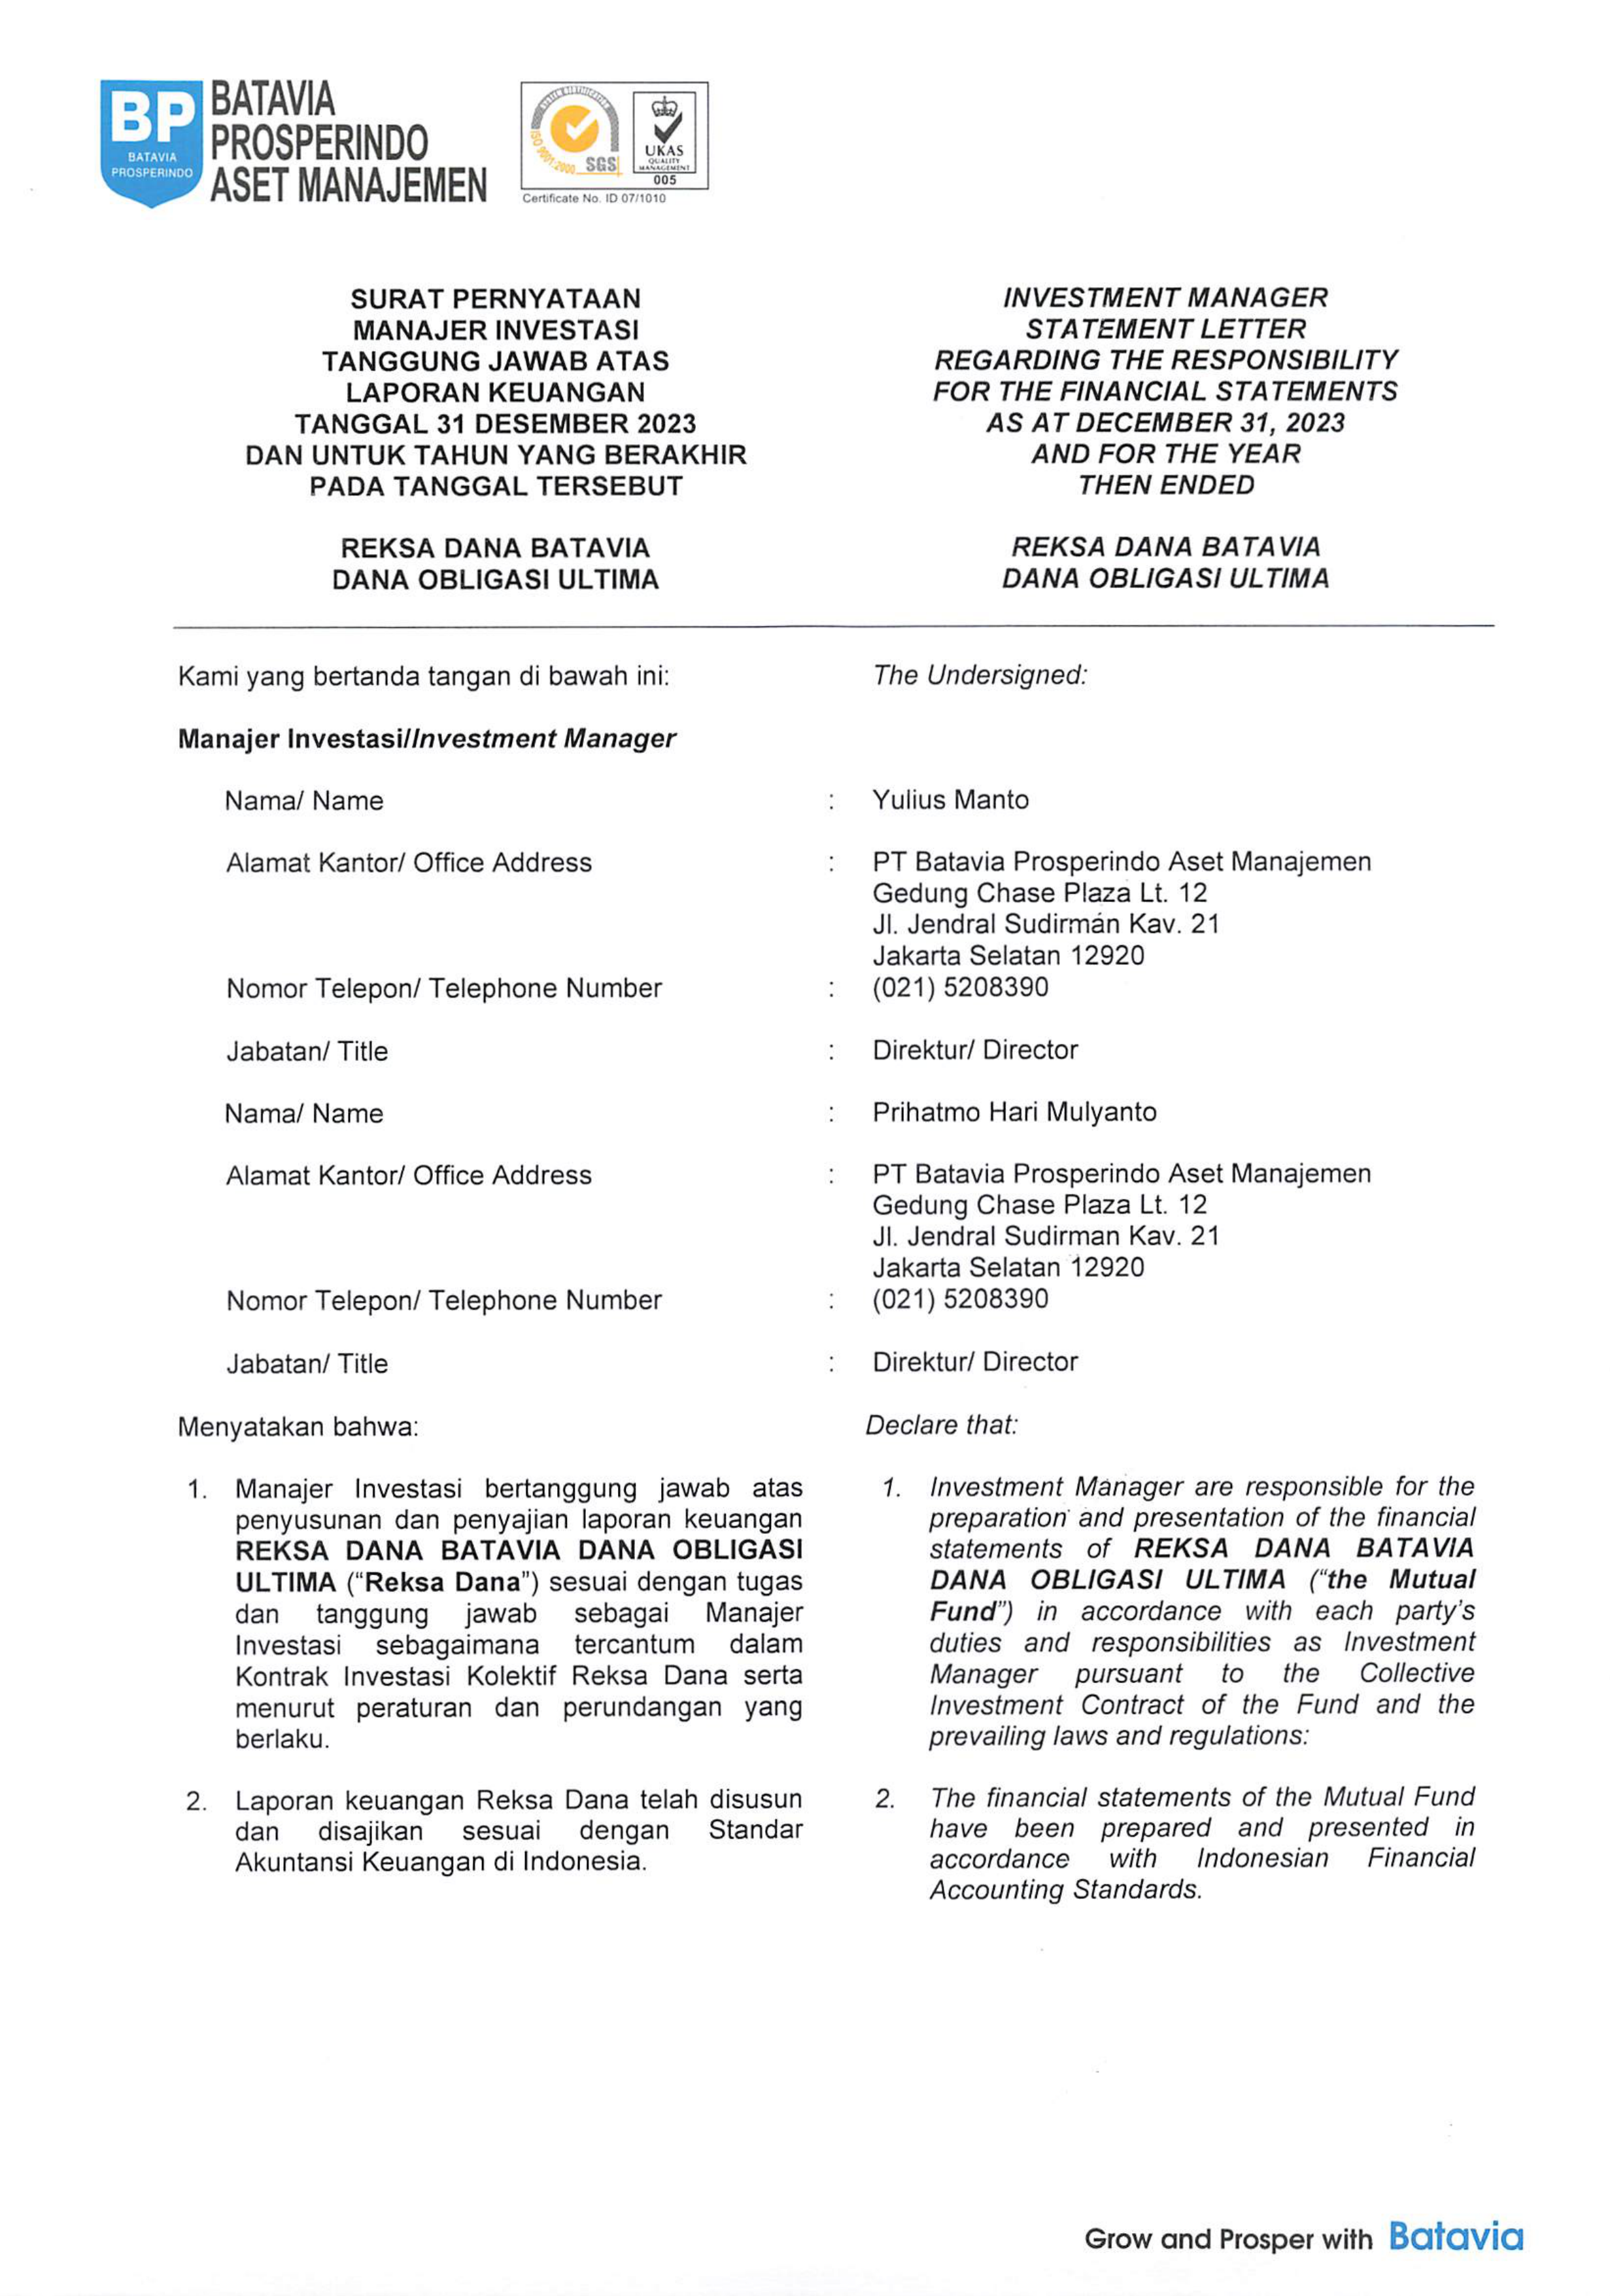 BP
BATAVIA
PROSPERINDO
BATAVIA
PROSPERINDO
ASET MANAJEMEN
ISO 9001:2000
SGS
UKAS
QUALITY
MANAGEMENT
005
Certificate No. ID 07/1010
SURAT PERNYATAAN
MANAJER INVESTASI
TANGGUNG JAWAB ATAS
LAPORAN KEUANGAN
TANGGAL 31 DESEMBER 2023
DAN UNTUK TAHUN YANG BERAKHIR
PADA TANGGAL TERSEBUT
REKSA DANA BATAVIA
DANA OBLIGASI ULTIMA
INVESTMENT MANAGER
STATEMENT LETTER
REGARDING THE RESPONSIBILITY
FOR THE FINANCIAL STATEMENTS
AS AT DECEMBER 31, 2023
AND FOR THE YEAR
THEN ENDED
REKSA DANA BATAVIA
DANA OBLIGASI ULTIMA
Kami yang bertanda tangan di bawah ini:
The Undersigned:
Manajer Investasi/Investment Manager
Nama/ Name : Yulius Manto
Alamat Kantor/ Office Address : PT Batavia Prosperindo Aset Manajemen
Gedung Chase Plaza Lt. 12
Jl. Jendral Sudirman Kav. 21
Jakarta Selatan 12920
Nomor Telepon/ Telephone Number : (021) 5208390
Jabatan/ Title : Direktur/ Director
Nama/ Name : Prihatmo Hari Mulyanto
Alamat Kantor/ Office Address : PT Batavia Prosperindo Aset Manajemen
Gedung Chase Plaza Lt. 12
Jl. Jendral Sudirman Kav. 21
Jakarta Selatan 12920
Nomor Telepon/ Telephone Number : (021) 5208390
Jabatan/ Title : Direktur/ Director
Menyatakan bahwa:
1. Manajer Investasi bertanggung jawab atas
penyusunan dan penyajian laporan keuangan
REKSA DANA BATAVIA DANA OBLIGASI
ULTIMA (“Reksa Dana”) sesuai dengan tugas
dan tanggung jawab sebagai Manajer
Investasi sebagaimana tercantum dalam
Kontrak Investasi Kolektif Reksa Dana serta
menurut peraturan dan perundangan yang
berlaku.
2. Laporan keuangan Reksa Dana telah disusun
dan disajikan sesuai dengan Standar
Akuntansi Keuangan di Indonesia.
Declare that:
1. Investment Manager are responsible for the
preparation and presentation of the financial
statements of REKSA DANA BATAVIA
DANA OBLIGASI ULTIMA (“the Mutual
Fund”) in accordance with each party’s
duties and responsibilities as Investment
Manager pursuant to the Collective
Investment Contract of the Fund and the
prevailing laws and regulations:
2. The financial statements of the Mutual Fund
have been prepared and presented in
accordance with Indonesian Financial
Accounting Standards.
Grow and Prosper with Batavia